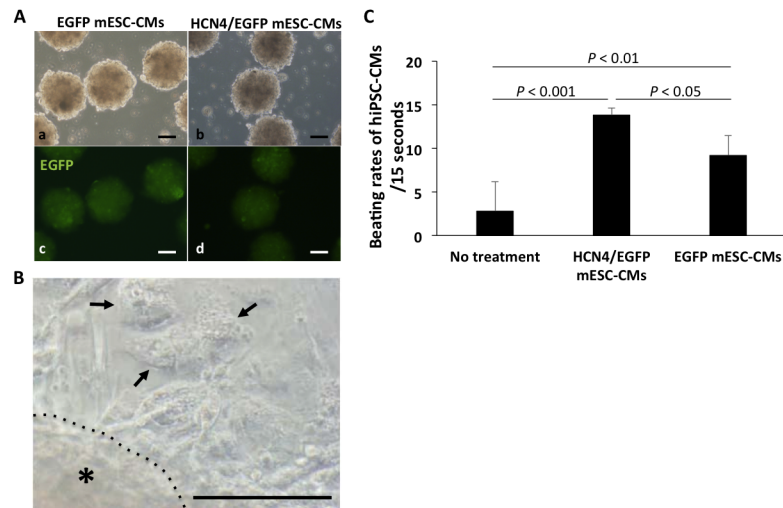 A
EGFP mESC-CMs
HCN4/EGFP mESC-CMs
a
b
EGFP
c
d
B
*
C
Beating rates of hiPSC-CMs
/15 seconds
20
15
10
5
0
P < 0.01
P < 0.001
P < 0.05
No treatment
HCN4/EGFP
mESC-CMs
EGFP mESC-CMs